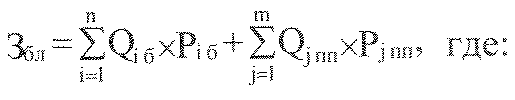 З_бл = ∑_{i=1}^{n} Q_{i б} × P_{i б} + ∑_{j=1}^{m} Q_{j пп} × P_{j пп}, где: